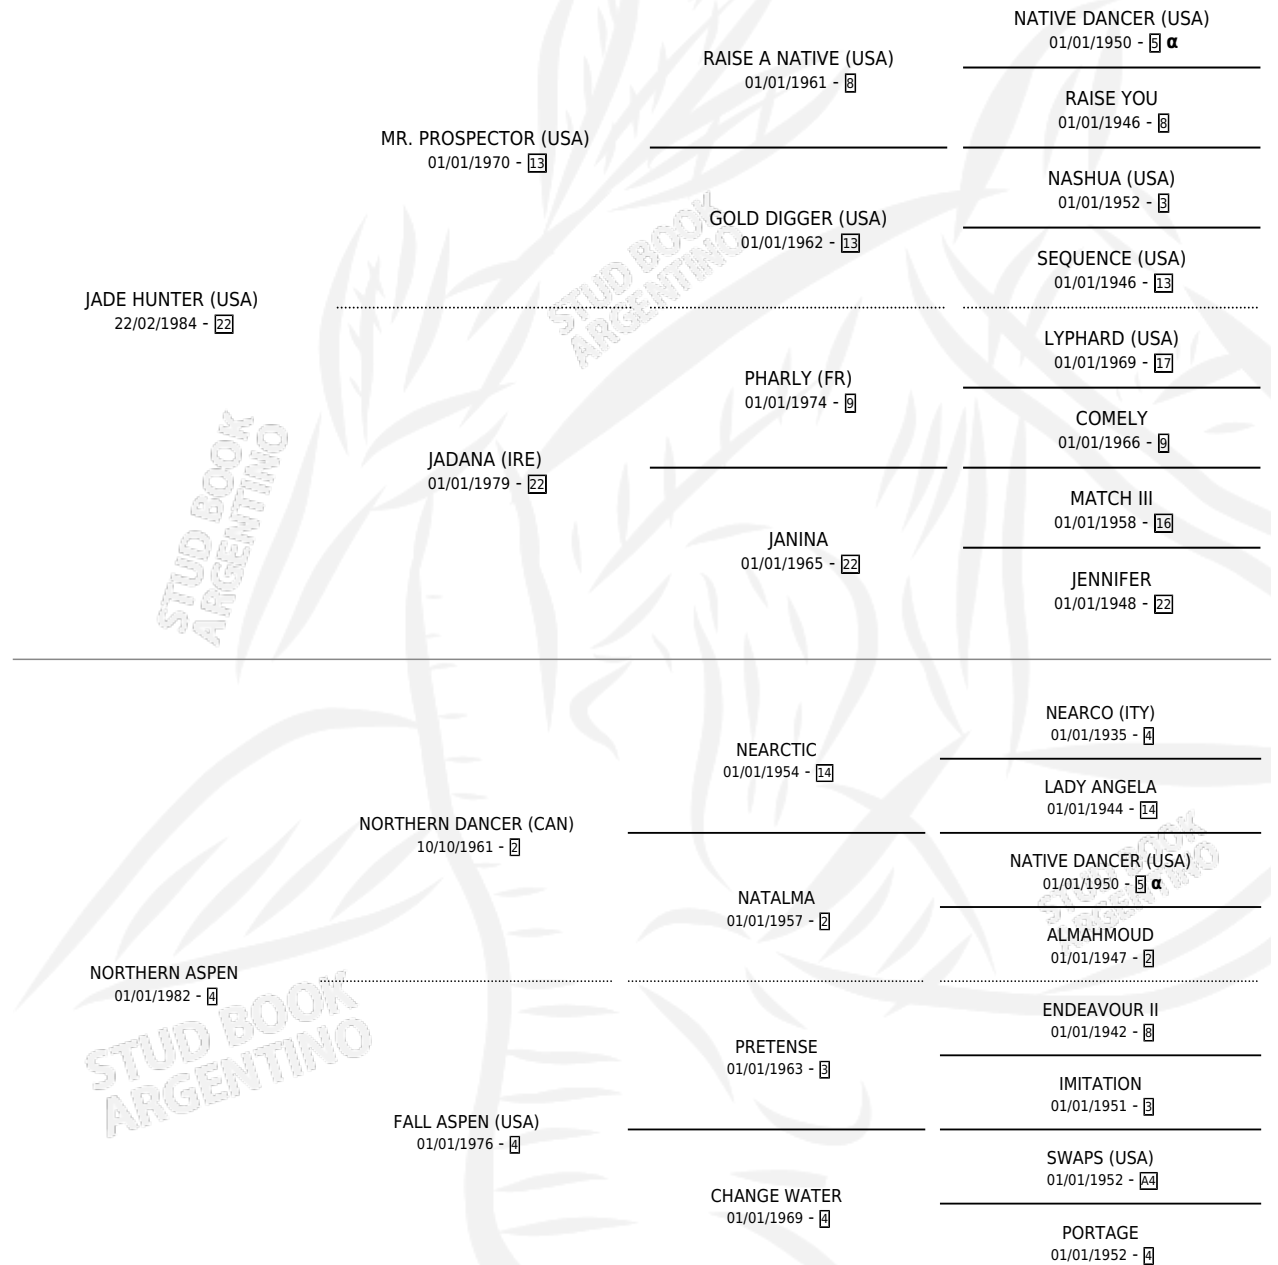 NATIVE DANCER (USA)
01/01/1950 - 5 α
RAISE A NATIVE (USA)
01/01/1961 - 8
RAISE YOU
01/01/1946 - 8
MR. PROSPECTOR (USA)
01/01/1970 - 13
NASHUA (USA)
01/01/1952 - 3
GOLD DIGGER (USA)
01/01/1962 - 13
SEQUENCE (USA)
01/01/1946 - 13
JADE HUNTER (USA)
22/02/1984 - 22
LYPHARD (USA)
01/01/1969 - 17
PHARLY (FR)
01/01/1974 - 9
COMELY
01/01/1966 - 9
JADANA (IRE)
01/01/1979 - 22
MATCH III
01/01/1958 - 16
JANINA
01/01/1965 - 22
JENNIFER
01/01/1948 - 22
NEARCO (ITY)
01/01/1935 - 4
NEARCTIC
01/01/1954 - 14
LADY ANGELA
01/01/1944 - 14
NORTHERN DANCER (CAN)
10/10/1961 - 2
NATIVE DANCER (USA)
01/01/1950 - 5 α
NATALMA
01/01/1957 - 2
ALMAHMOUD
01/01/1947 - 2
NORTHERN ASPEN
01/01/1982 - 4
ENDEAVOUR II
01/01/1942 - 8
PRETENSE
01/01/1963 - 3
IMITATION
01/01/1951 - 3
FALL ASPEN (USA)
01/01/1976 - 4
SWAPS (USA)
01/01/1952 - A4
CHANGE WATER
01/01/1969 - 4
PORTAGE
01/01/1952 - 4
STUD BOOK
ARGENTINO
STUD BOOK
ARGENTINO
STUD BOOK
ARGENTINO
STUD BOOK
ARGENTINO